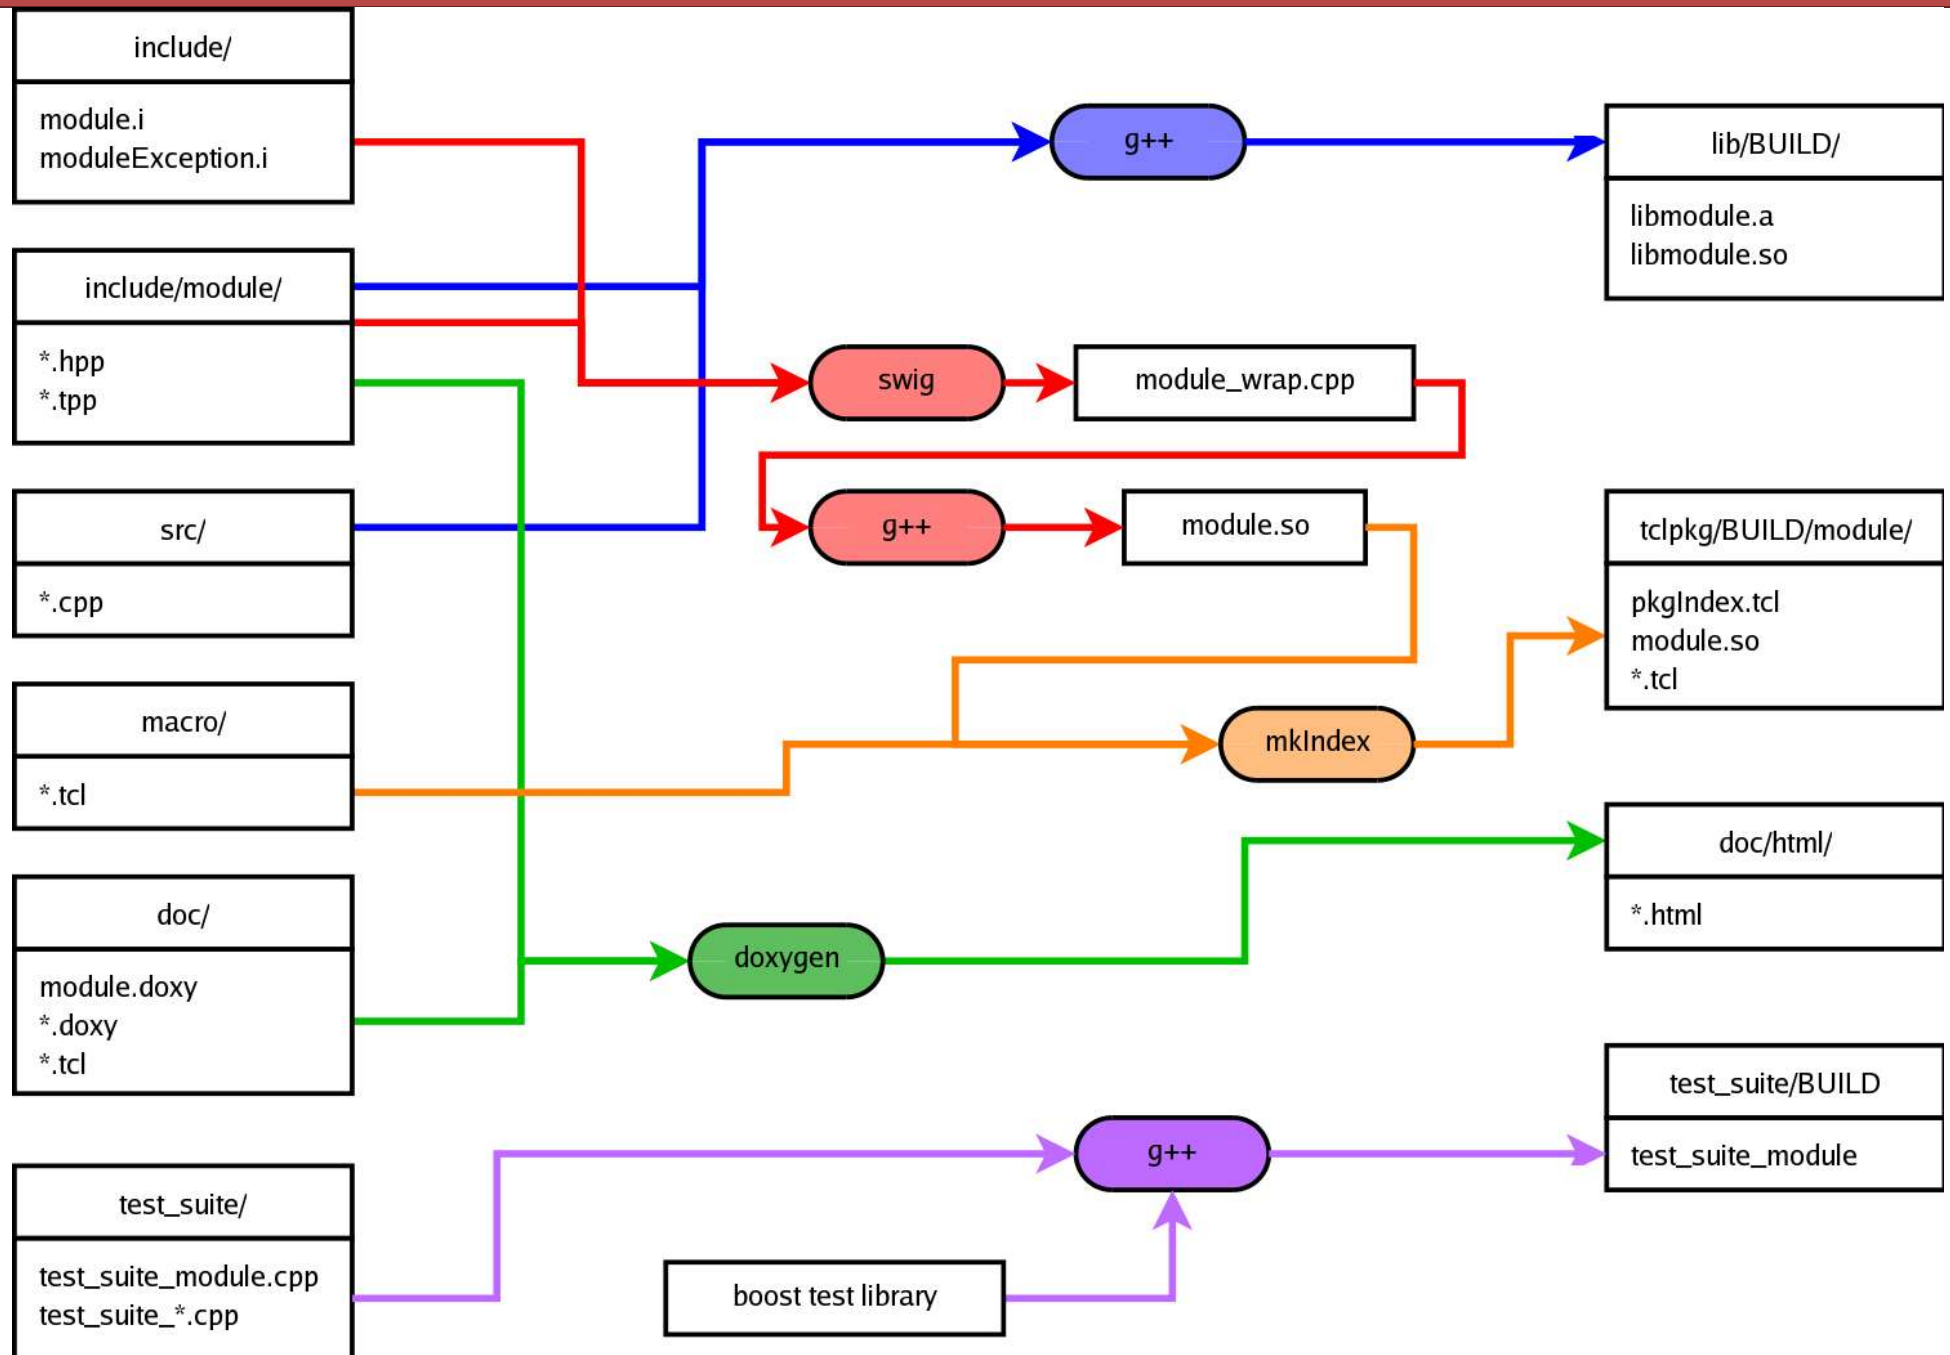 include/
module.i
moduleException.i
include/module/
*.hpp
*.tpp
src/
*.cpp
macro/
*.tcl
doc/
module.doxy
*.doxy
*.tcl
test_suite/
test_suite_module.cpp
test_suite_*.cpp
g++
swig
module_wrap.cpp
g++
module.so
mkIndex
doxygen
g++
boost test library
lib/BUILD/
libmodule.a
libmodule.so
tclpkg/BUILD/module/
pkgIndex.tcl
module.so
*.tcl
doc/html/
*.html
test_suite/BUILD
test_suite_module